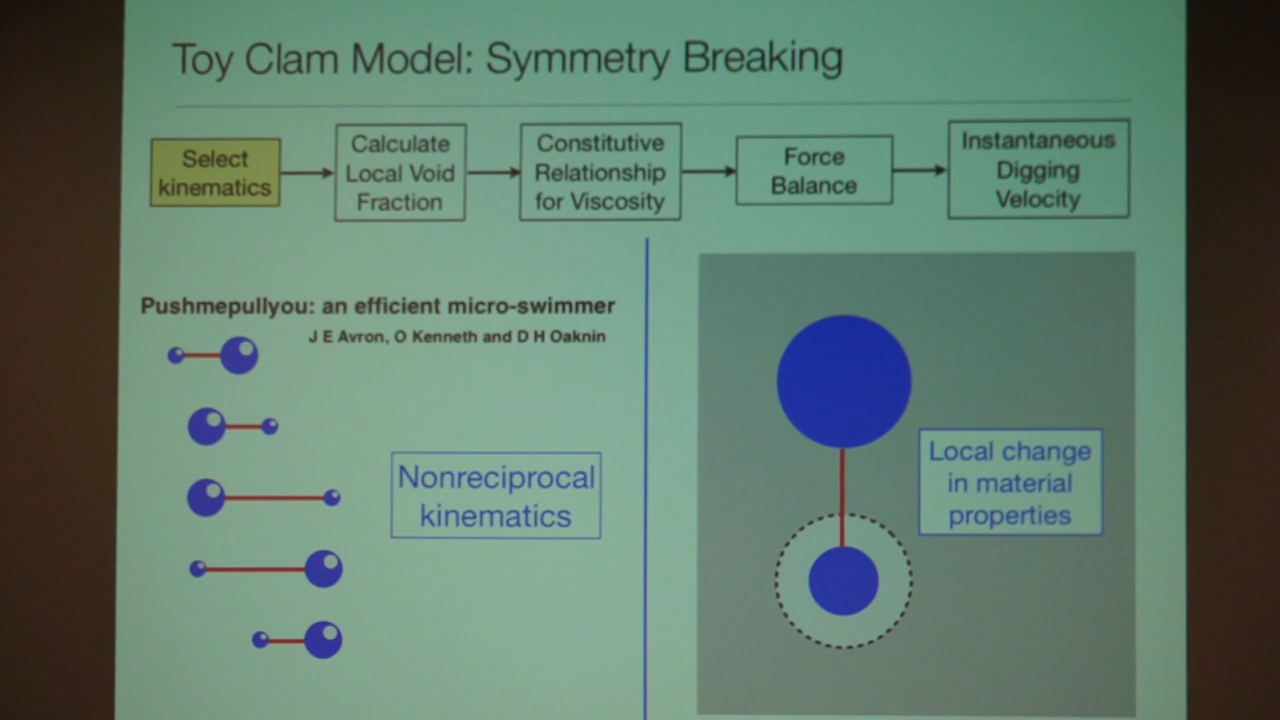 Toy Clam Model: Symmetry Breaking
Select
kinematics
Calculate
Local Void
Fraction
Constitutive
Relationship
for Viscosity
Force
Balance
Instantaneous
Digging
Velocity
Pushmepullyou: an efficient micro-swimmer
J E Avron, O Kenneth and D H Oaknin
Nonreciprocal
kinematics
Local change
in material
properties